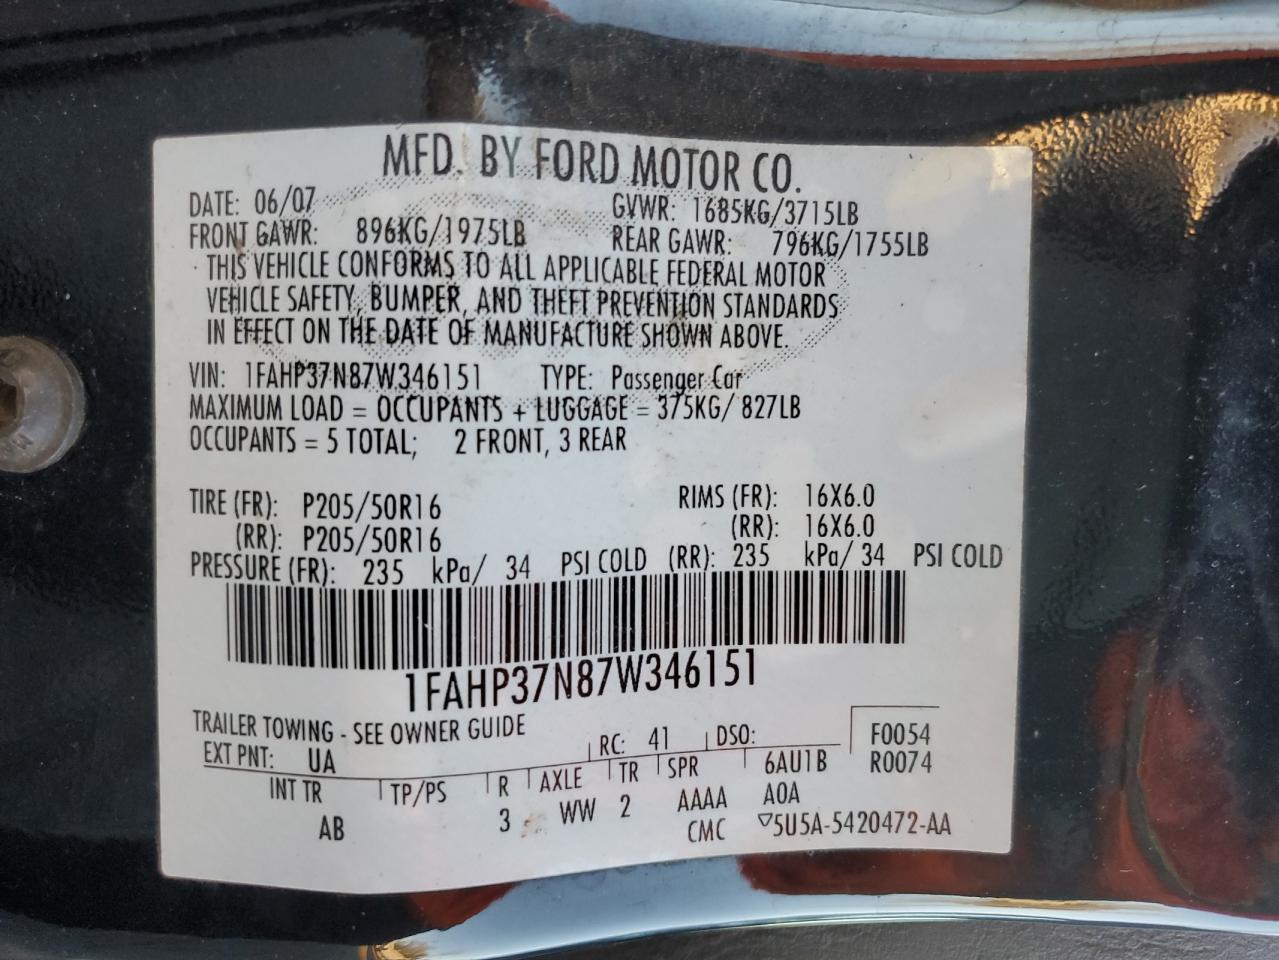 MFD. BY FORD MOTOR CO.
DATE: 06/07 GVWR: 1685KG/3715LB
FRONT GAWR: 896KG/1975LB REAR GAWR: 796KG/1755LB
THIS VEHICLE CONFORMS TO ALL APPLICABLE FEDERAL MOTOR
VEHICLE SAFETY, BUMPER, AND THEFT PREVENTION STANDARDS
IN EFFECT ON THE DATE OF MANUFACTURE SHOWN ABOVE.
VIN: 1FAHP37N87W346151 TYPE: Passenger Car
MAXIMUM LOAD = OCCUPANTS + LUGGAGE = 375KG/ 827LB
OCCUPANTS = 5 TOTAL; 2 FRONT, 3 REAR
TIRE (FR): P205/50R16 RIMS (FR): 16X6.0
(RR): P205/50R16 (RR): 16X6.0
PRESSURE (FR): 235 kPa/ 34 PSI COLD (RR): 235 kPa/ 34 PSI COLD
1FAHP37N87W346151
TRAILER TOWING - SEE OWNER GUIDE
EXT PNT: UA RC: 41 DSO: F0054
INT TR TP/PS R AXLE TR SPR 6AU1B R0074
AB 3 WW 2 AAAA A0A
CMC ▽5U5A-5420472-AA